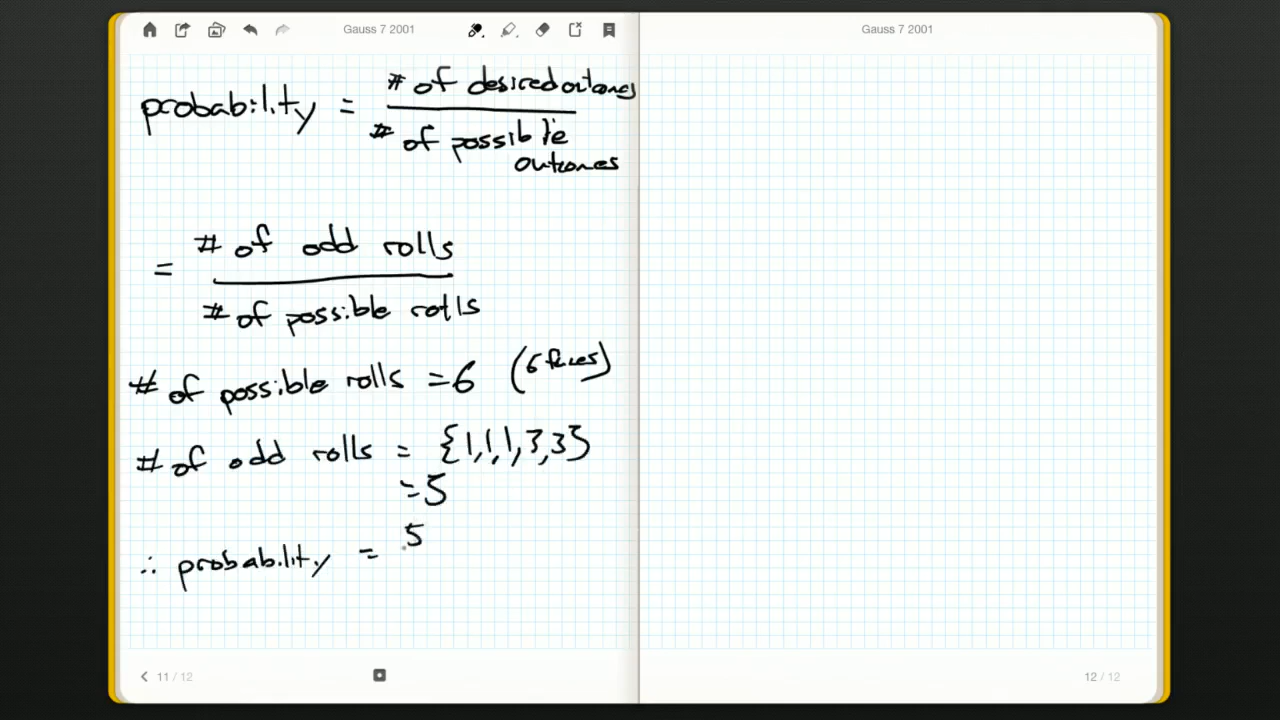 Gauss 7 2001
probability = # of desired outcomes
# of possible
outcomes
= # of odd rolls
# of possible rolls
# of possible rolls = 6 (6 faces)
# of odd rolls = {1,1,1,3,3}
= 5
∴ probability = 5
11 / 12
Gauss 7 2001
12 / 12